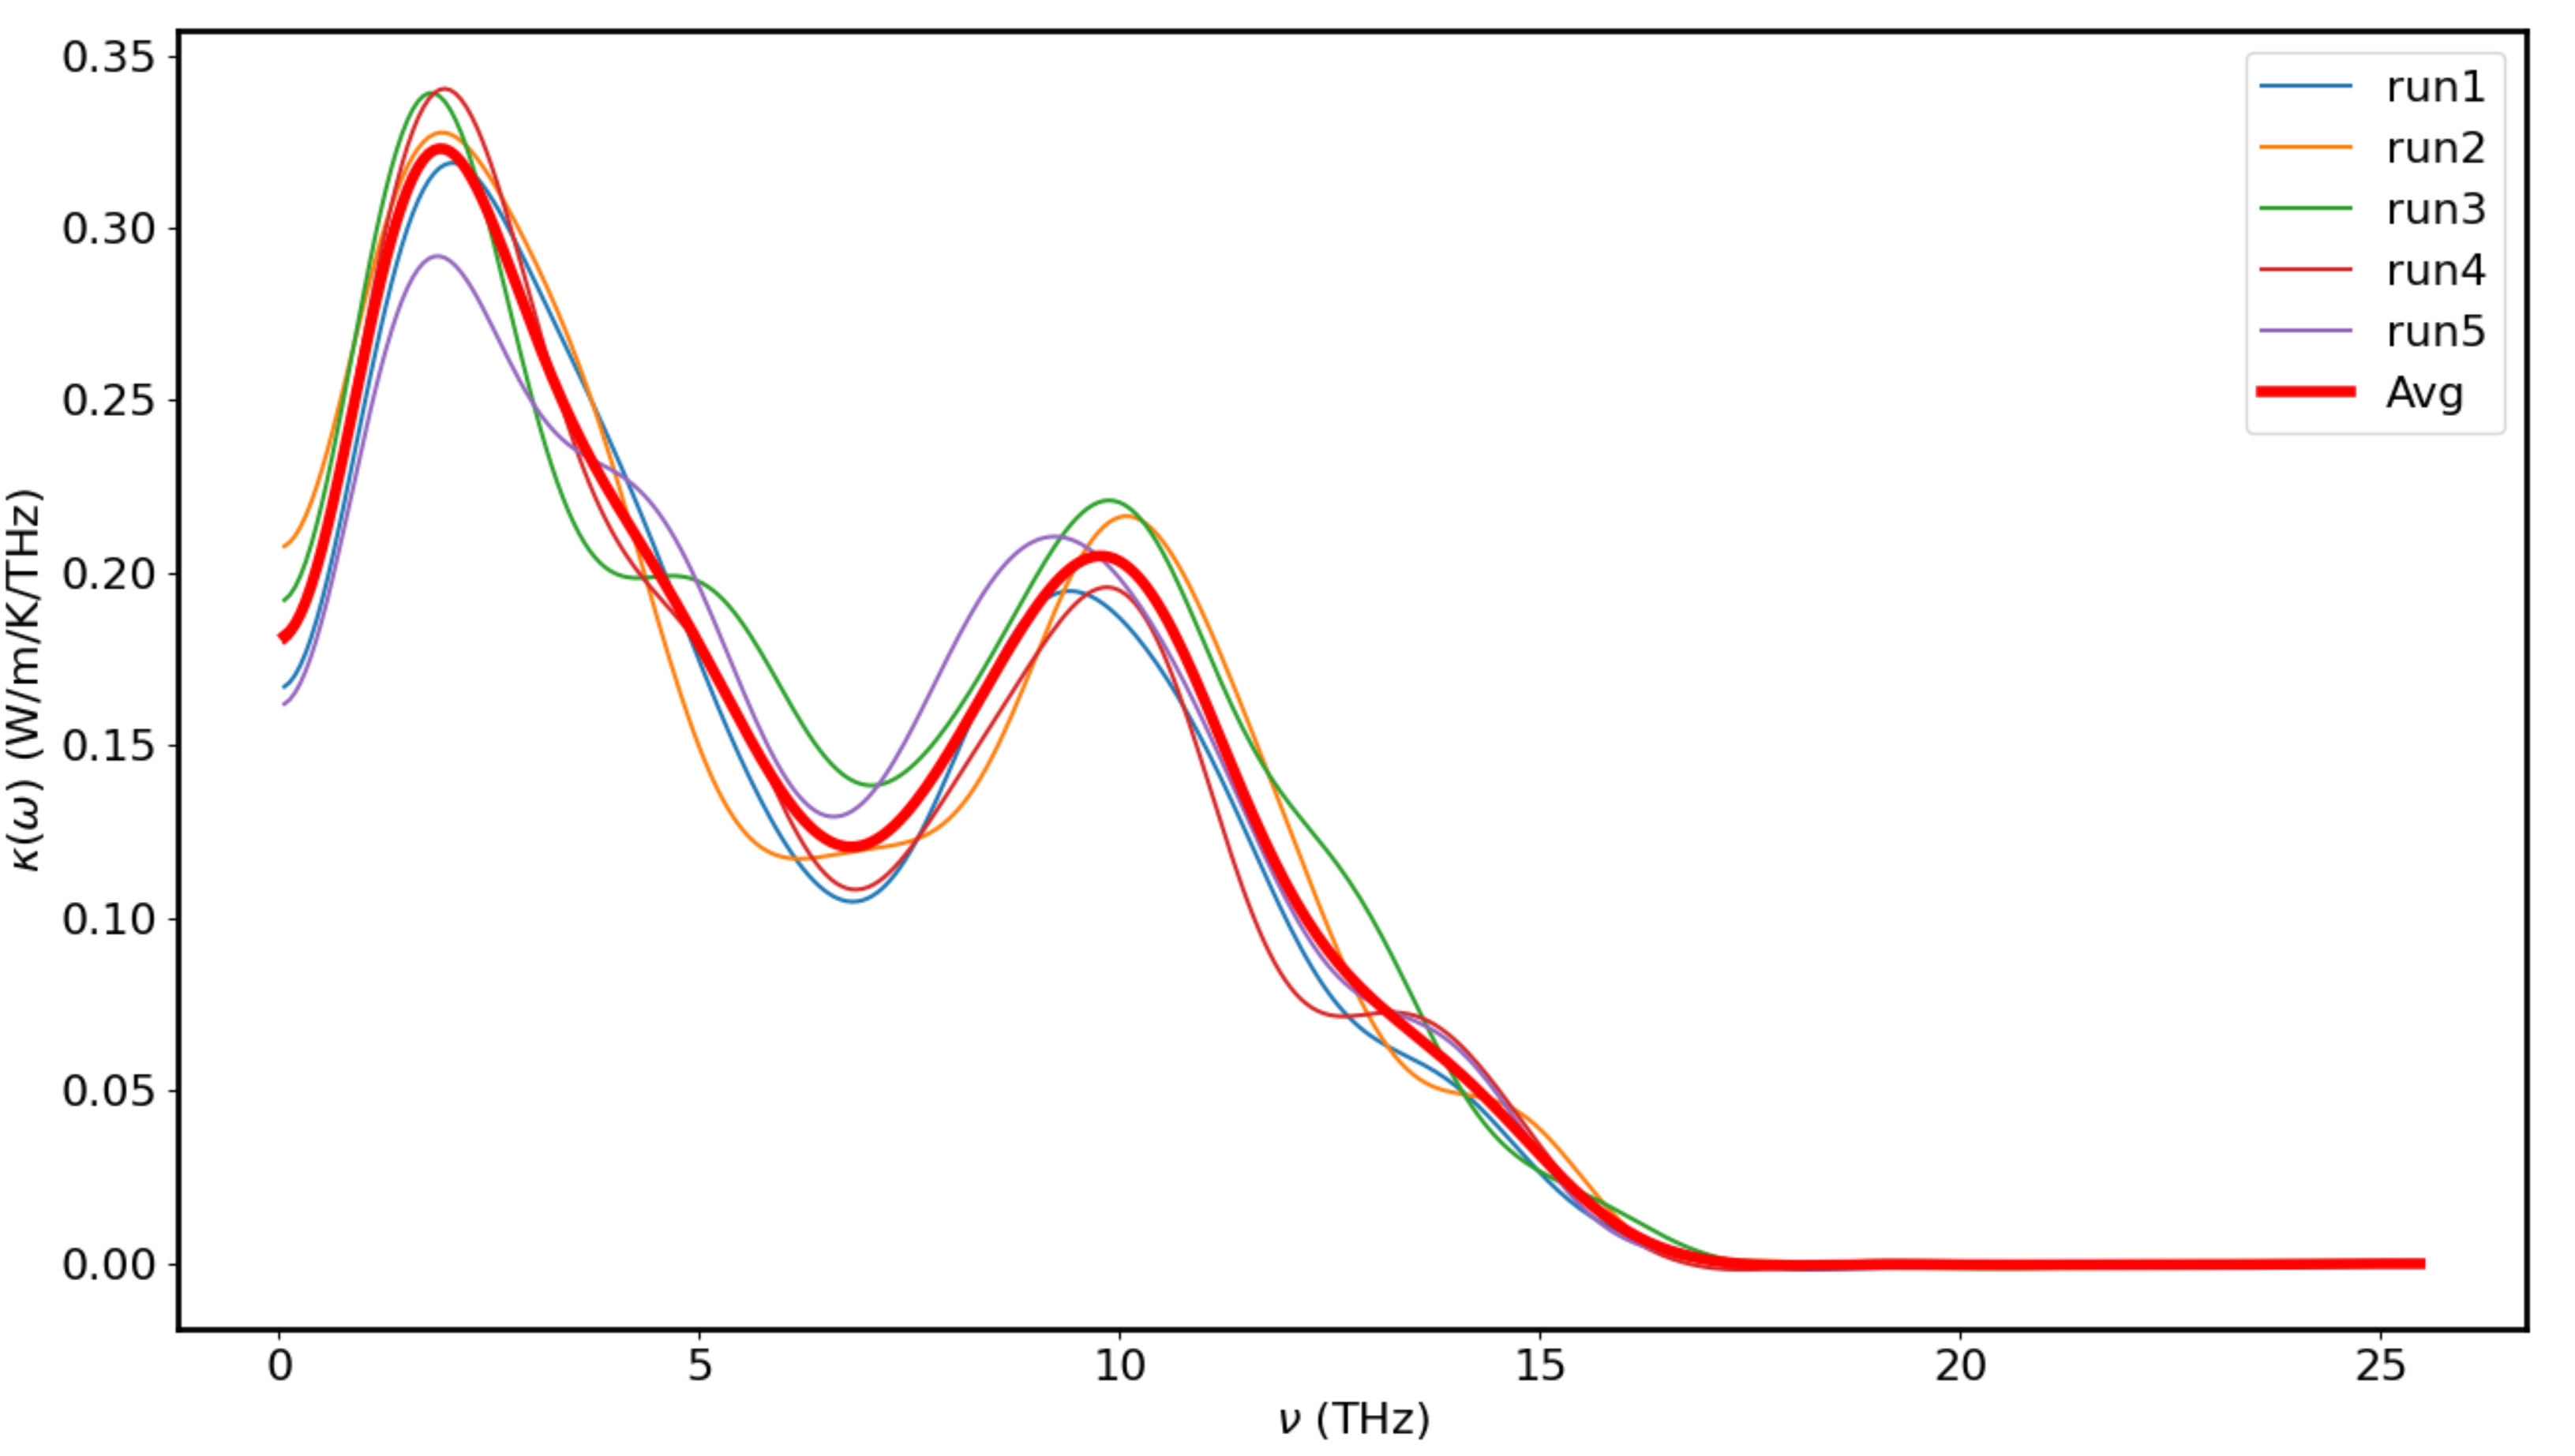 κ(ω) (W/m/K/THz)
0.35
0.30
0.25
0.20
0.15
0.10
0.05
0.00
run1
run2
run3
run4
run5
Avg
0 5 10 15 20 25
ν (THz)